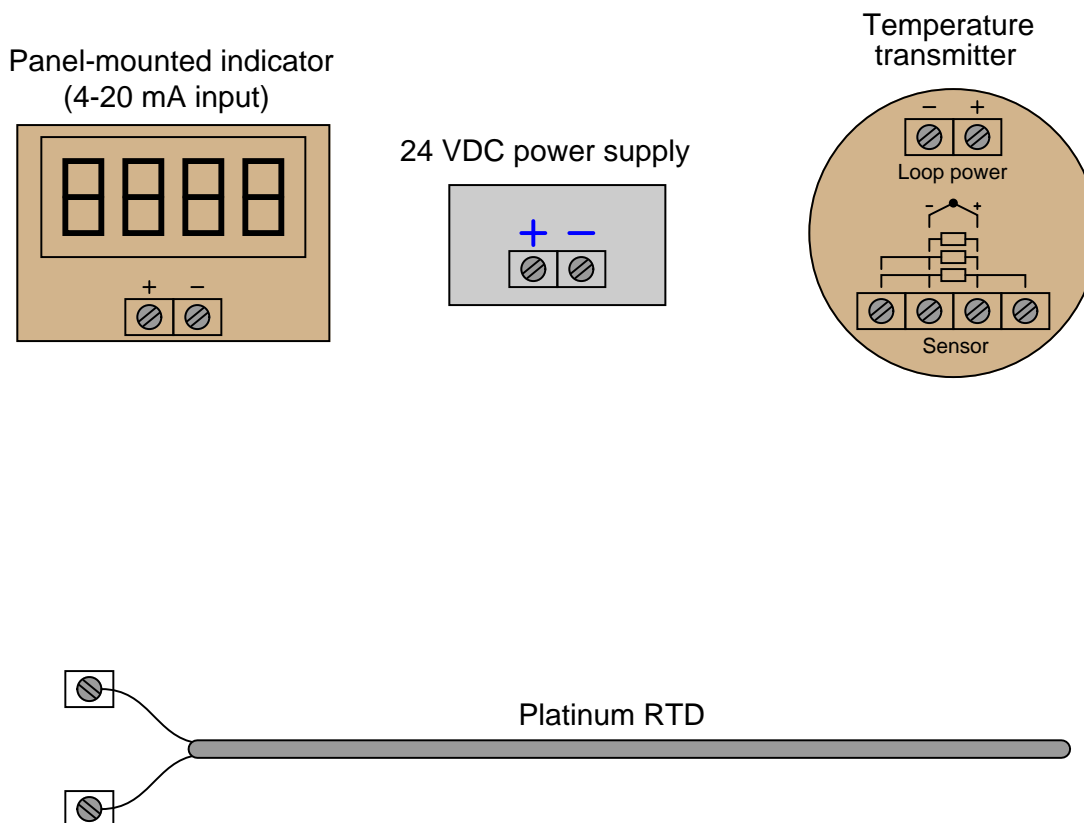 Panel-mounted indicator
(4-20 mA input)
+ −
24 VDC power supply
+ −
Temperature
transmitter
− +
Loop power
- +
Sensor
Platinum RTD